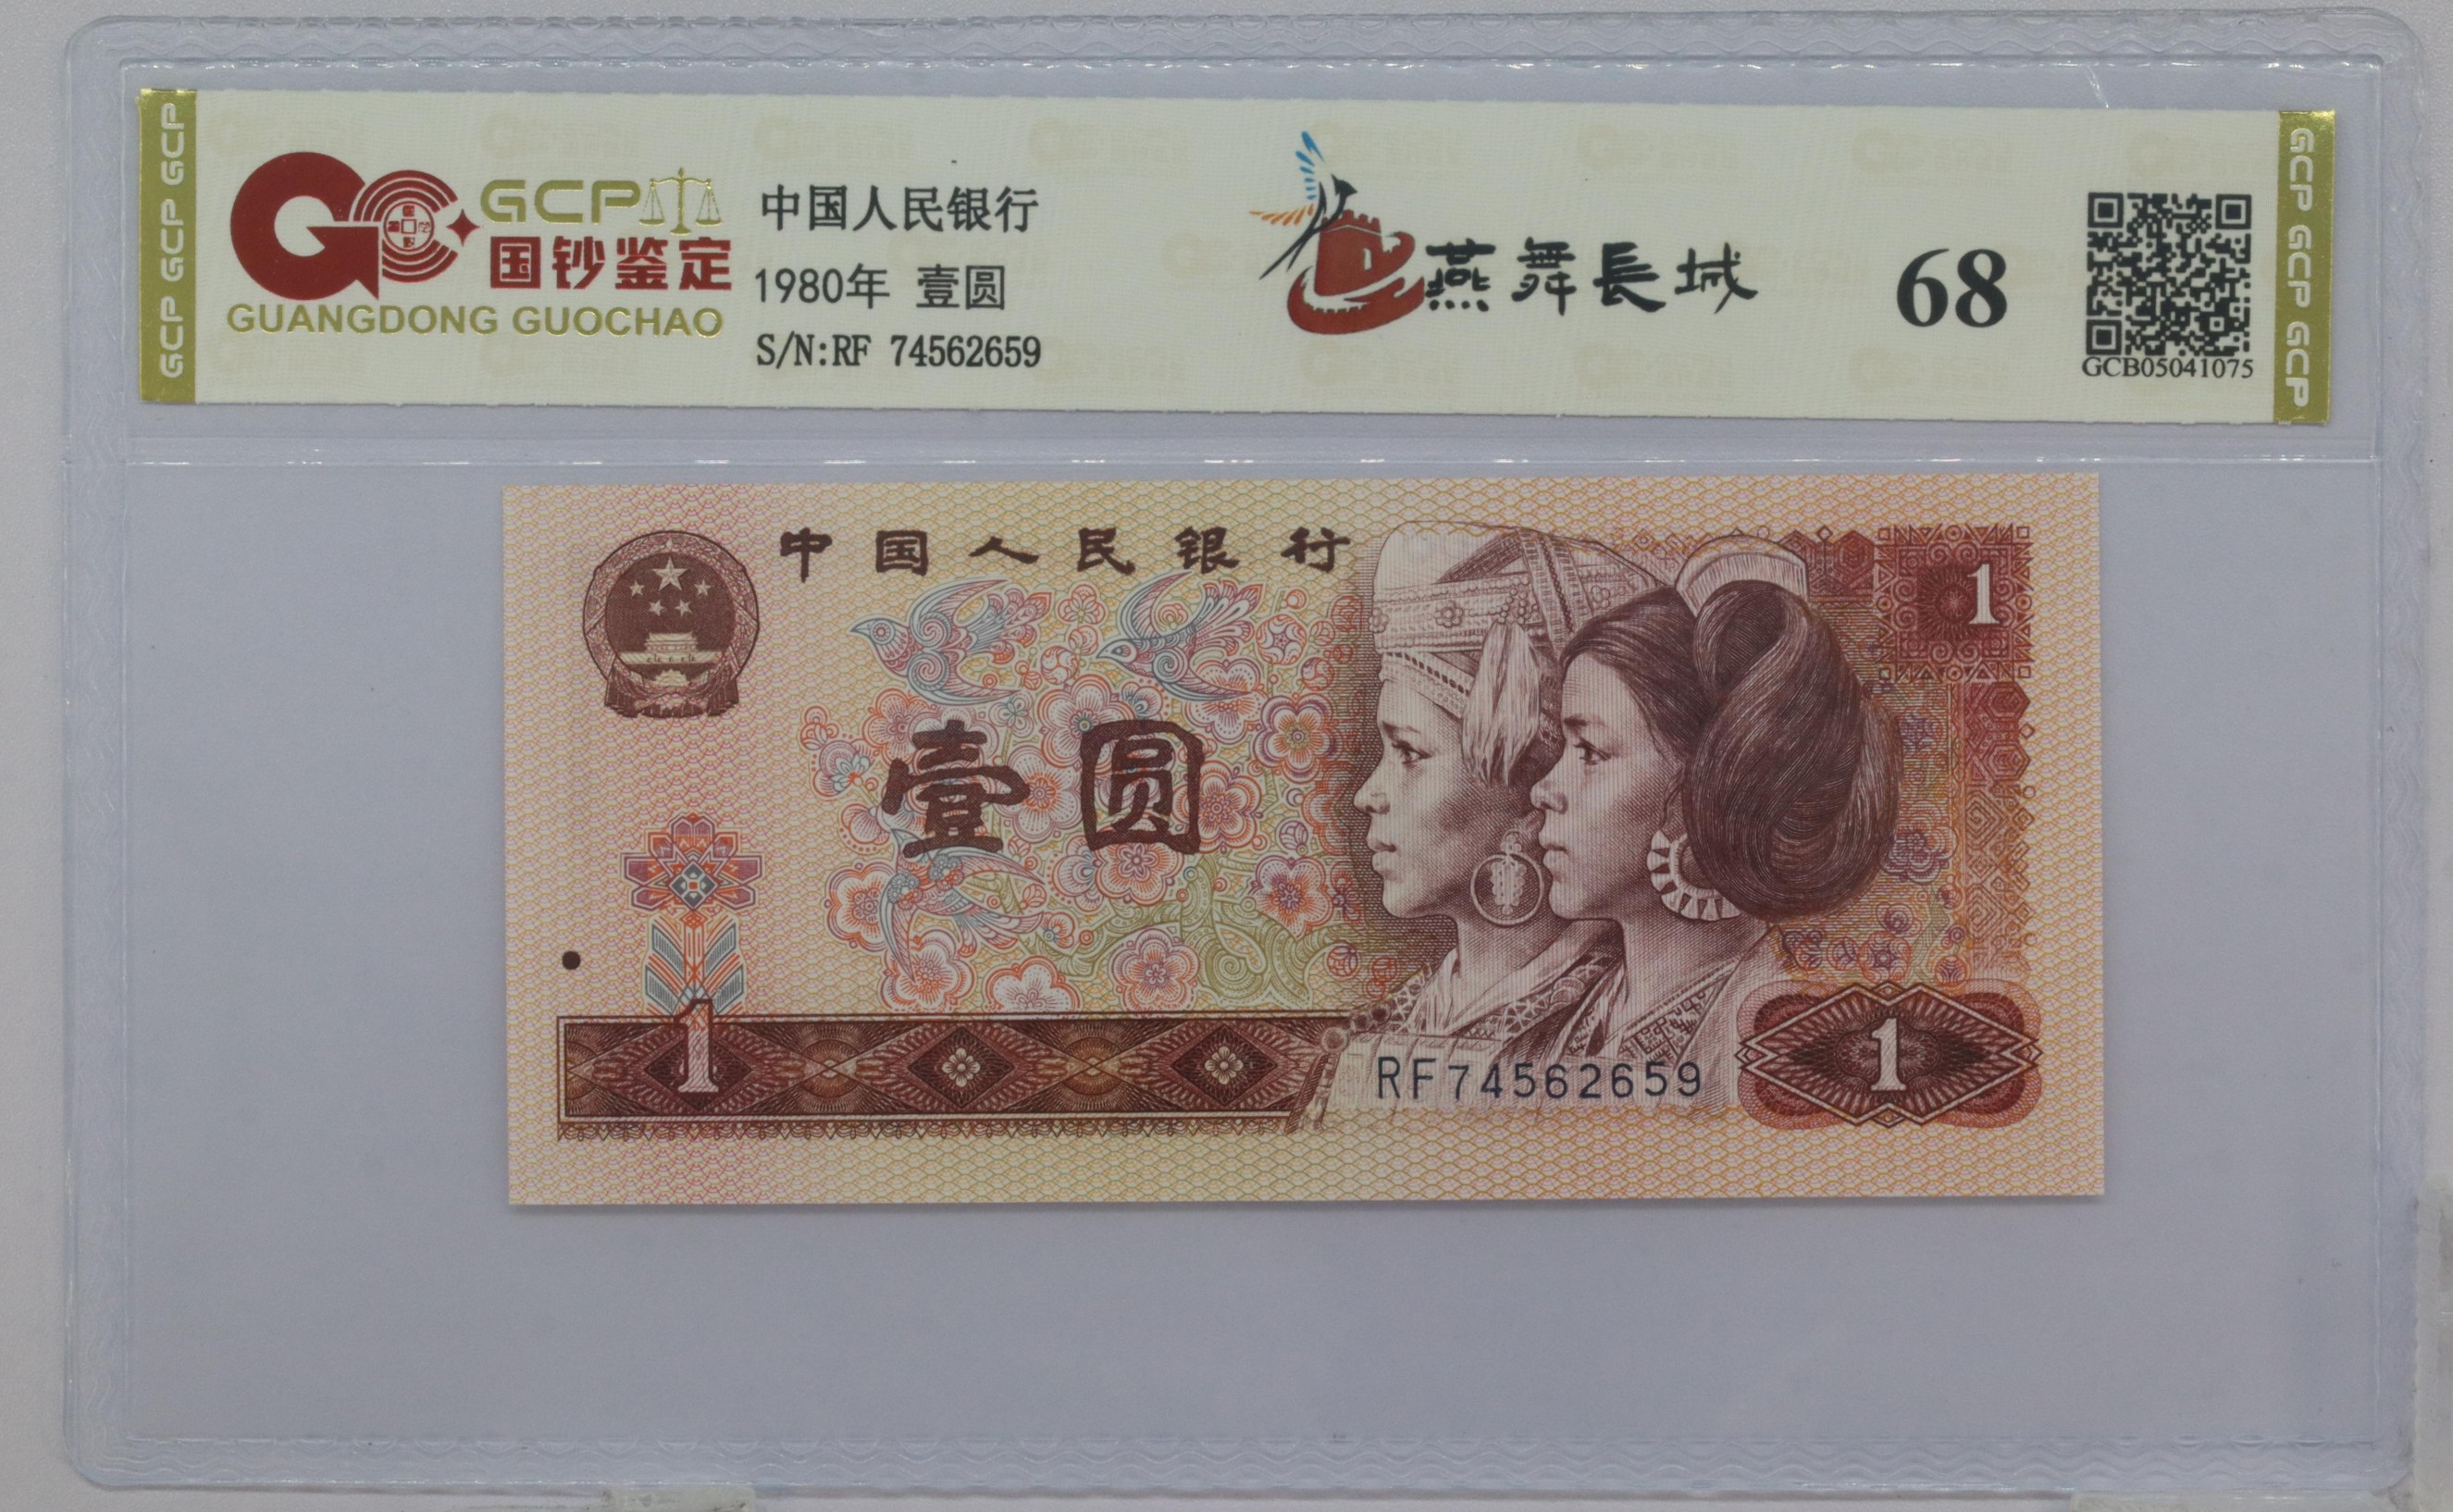 GCP GCP GCP
GCP
国钞鉴定
GUANGDONG GUOCHAO
中国人民银行
1980年 壹圆
S/N:RF 74562659
燕舞長城
68
GCB05041075
GCP GCP GCP
中国人民银行
1
壹圆
1
RF74562659
1